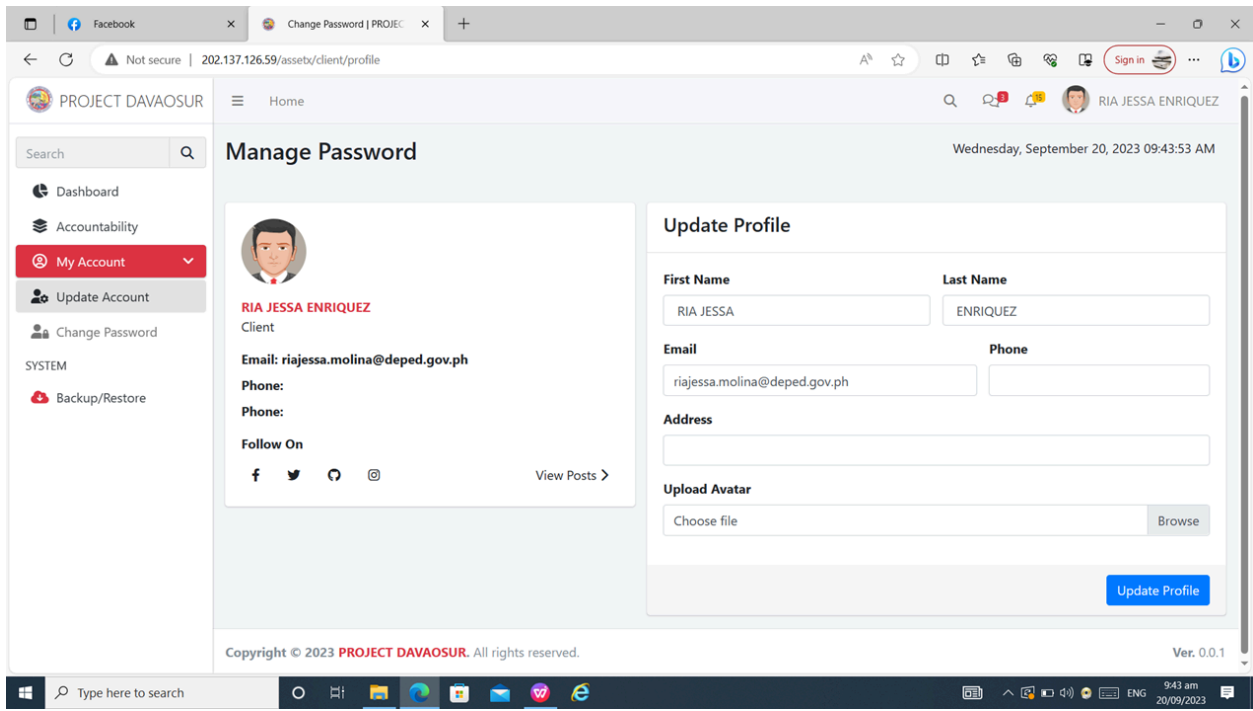 Facebook
Change Password | PROJEC
Not secure | 202.137.126.59/assetx/client/profile
Sign in
PROJECT DAVAOSUR
Home
3
15
RIA JESSA ENRIQUEZ
Search
Manage Password
Wednesday, September 20, 2023 09:43:53 AM
Dashboard
Accountability
My Account
Update Account
Change Password
SYSTEM
Backup/Restore
RIA JESSA ENRIQUEZ
Client
Email: riajessa.molina@deped.gov.ph
Phone:
Phone:
Follow On
View Posts
Update Profile
First Name
Last Name
RIA JESSA
ENRIQUEZ
Email
Phone
riajessa.molina@deped.gov.ph
Address
Upload Avatar
Choose file
Browse
Update Profile
Copyright © 2023 PROJECT DAVAOSUR. All rights reserved.
Ver. 0.0.1
Type here to search
ENG
9:43 am
20/09/2023